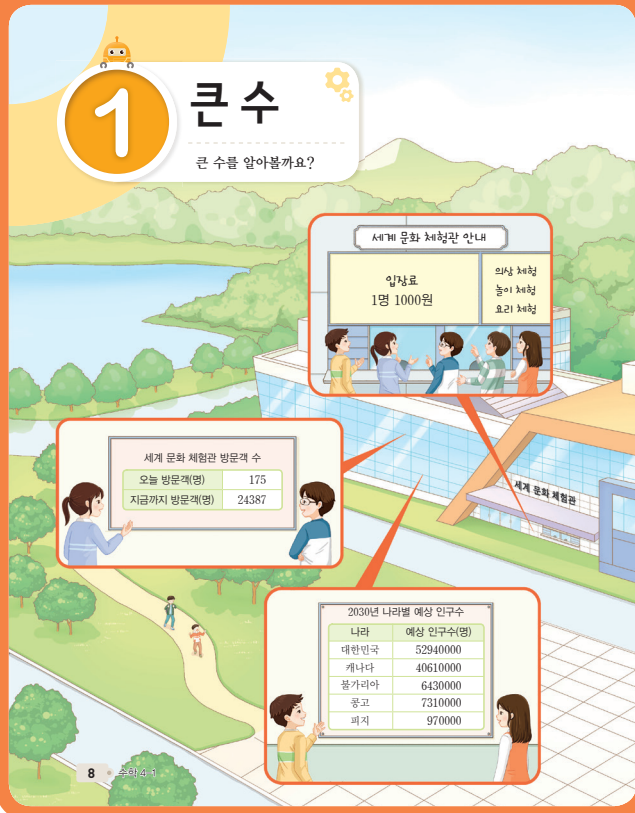 1
큰 수
큰 수를 알아볼까요?
세계 문화 체험관 안내
입장료
1명 1000원
의상 체험
놀이 체험
요리 체험
세계 문화 체험관 방문객 수
오늘 방문객(명) 175
지금까지 방문객(명) 24387
세계 문화 체험관
2030년 나라별 예상 인구수
나라 예상 인구수(명)
대한민국 52940000
캐나다 40610000
불가리아 6430000
콩고 7310000
피지 970000
8 수학 4-1